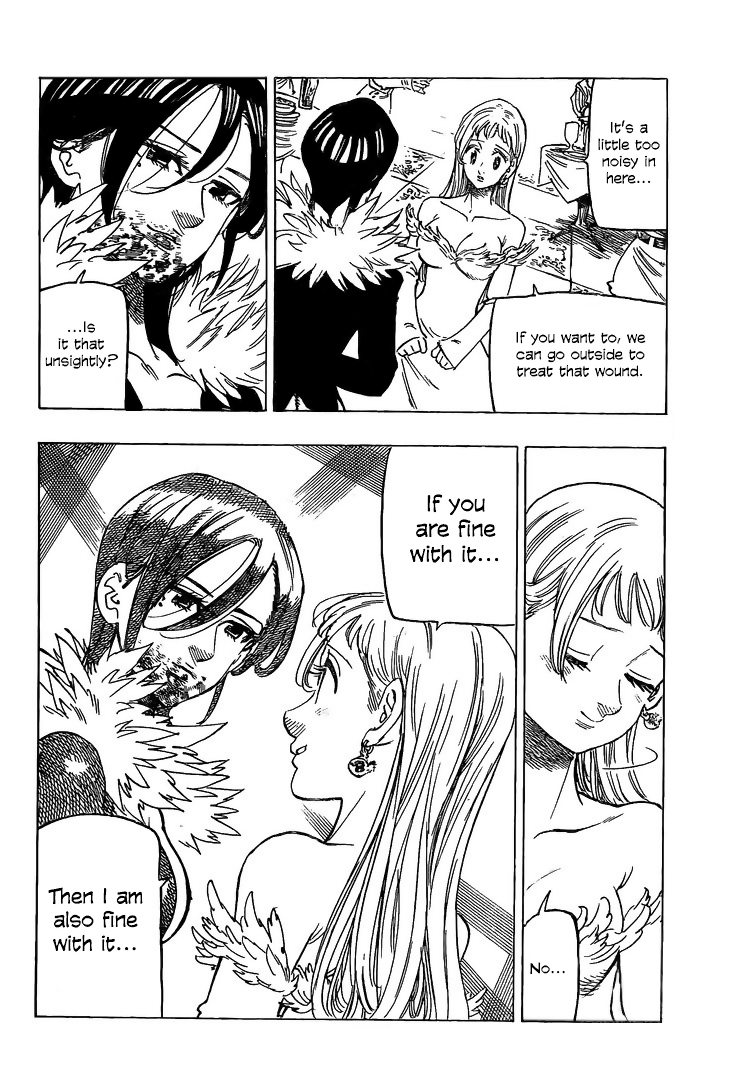 It's a
little too
noisy in
here...
If you want to, we
can go outside to
treat that wound.
...Is
it that
unsightly?
No...
If you
are fine
with it...
Then I am
also fine
with it...